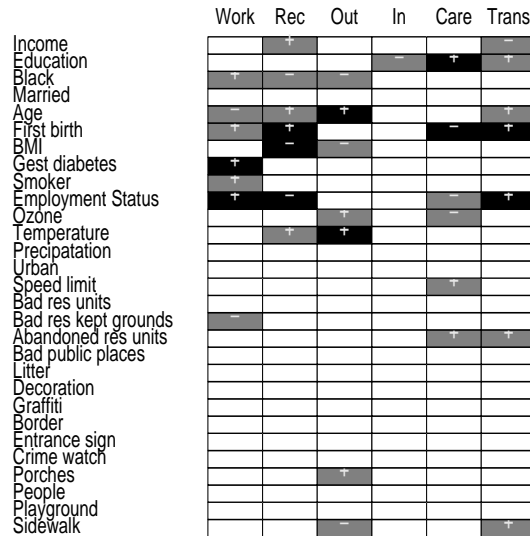 Work Rec Out In Care Trans
Income + −
Education − + +
Black + − −
Married
Age − + + +
First birth + + − +
BMI − −
Gest diabetes +
Smoker +
Employment Status + − − +
Ozone + −
Temperature + +
Precipatation
Urban
Speed limit +
Bad res units
Bad res kept grounds −
Abandoned res units + +
Bad public places
Litter
Decoration
Graffiti
Border
Entrance sign
Crime watch
Porches +
People
Playground
Sidewalk − +